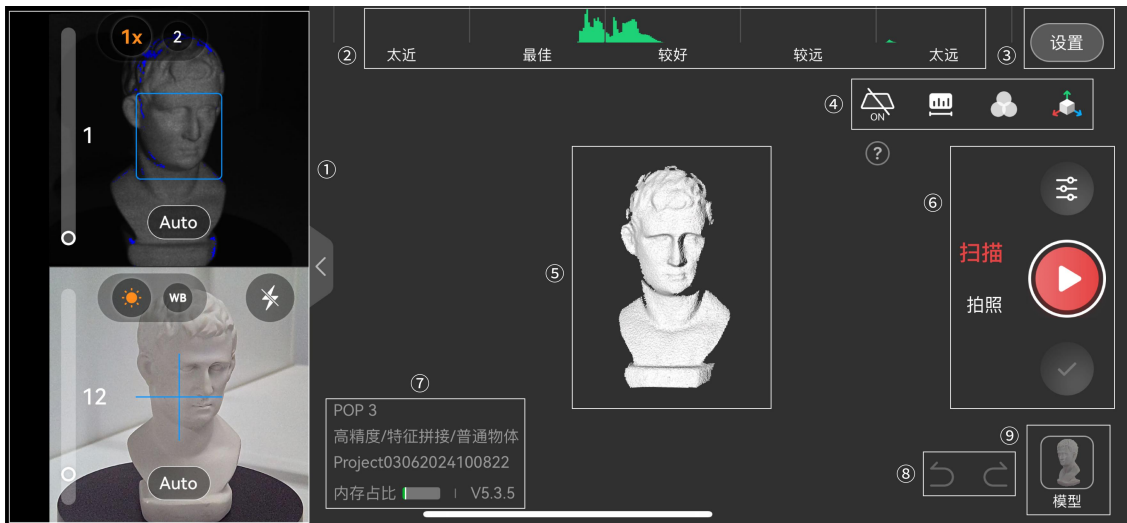 1x 2
1
Auto
WB
12
Auto
①
②
太近 最佳 较好 较远 太远
③
设置
④
ON
?
⑤
⑥
扫描
拍照
⑦
POP 3
高精度/特征拼接/普通物体
Project03062024100822
内存占比 | V5.3.5
⑧
⑨
模型